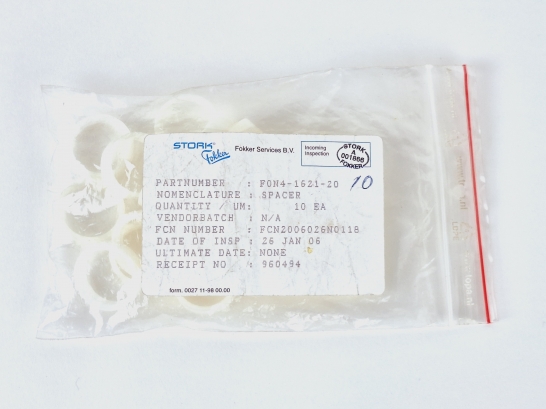 STORK
Fokker
Fokker Services B.V.
Incoming
Inspection
STORK
A
001886
FOKKER
PARTNUMBER : F0N4-1621-20 10
NOMENCLATURE : SPACER
QUANTITY / UM: 10 EA
VENDORBATCH : N/A
FCN NUMBER : FCN2006026N0118
DATE OF INSP : 26 JAN 06
ULTIMATE DATE: NONE
RECEIPT NO : 960494
form. 0027 11-98 00.00